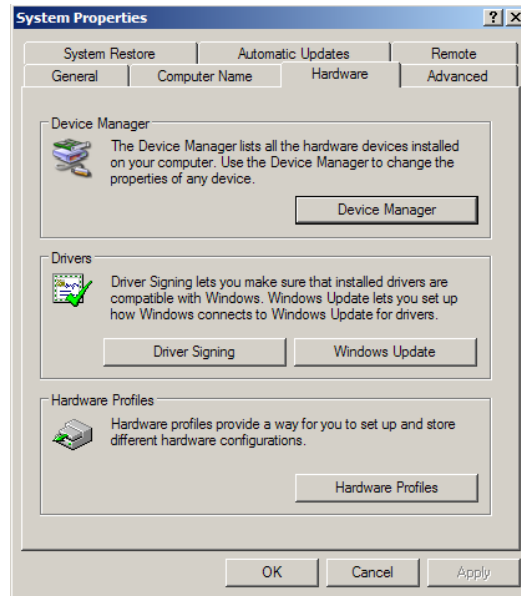 System Properties
? X
System Restore Automatic Updates Remote
General Computer Name Hardware Advanced
Device Manager
The Device Manager lists all the hardware devices installed
on your computer. Use the Device Manager to change the
properties of any device.
Device Manager
Drivers
Driver Signing lets you make sure that installed drivers are
compatible with Windows. Windows Update lets you set up
how Windows connects to Windows Update for drivers.
Driver Signing Windows Update
Hardware Profiles
Hardware profiles provide a way for you to set up and store
different hardware configurations.
Hardware Profiles
OK Cancel Apply